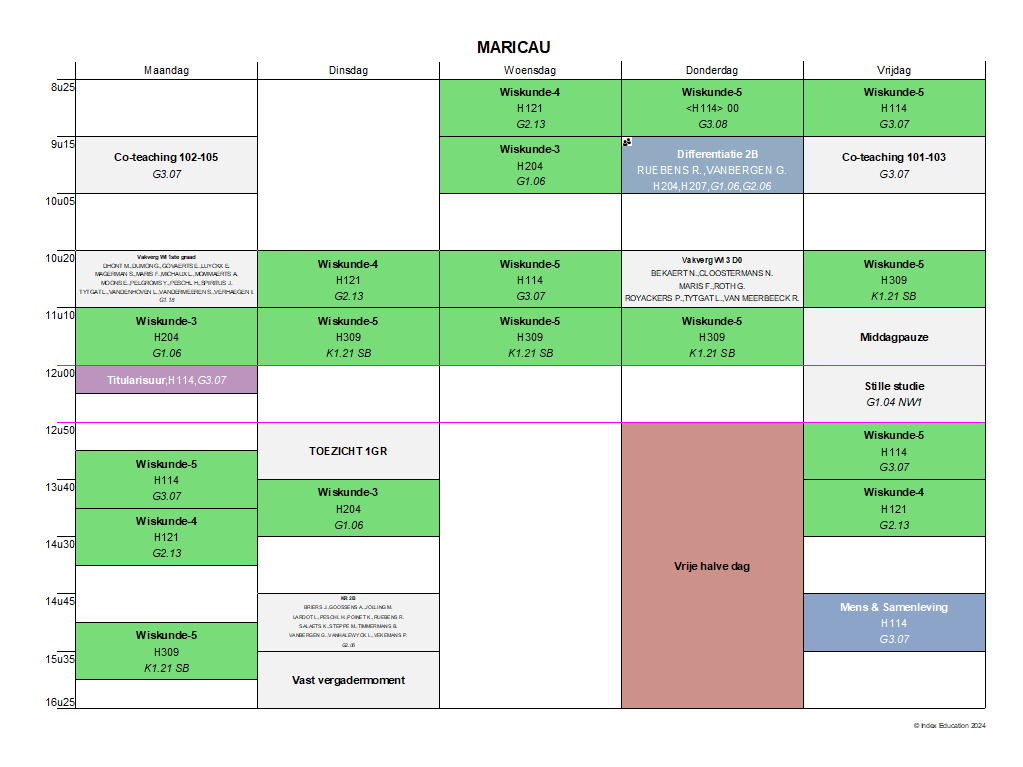 MARICAU
Maandag
Dinsdag
Woensdag
Donderdag
Vrijdag
8u25
Wiskunde-4
H121
G2.13
Wiskunde-5
<H114> 00
G3.08
Wiskunde-5
H114
G3.07
9u15
Co-teaching 102-105
G3.07
Wiskunde-3
H204
G1.06
Differentiatie 2B
RUEBENS R.,VANBERGEN G.
H204,H207,G1.06,G2.06
Co-teaching 101-103
G3.07
10u05
10u20
Vakverg WI 1ste graad
DHONT M.,DUMON G.,GOVAERTS E.,LUYCKX E.
MAGERMAN S.,MARIS F.,MICHAUX L.,MOMMAERTS A.
MOONS E.,PELGROMS Y.,PESCHL H.,SPIRITUS J.
TYTGAT L.,VANDENHOVEN L.,VANDERMEEREN S.,VERHAEGEN I.
G1.18
Wiskunde-4
H121
G2.13
Wiskunde-5
H114
G3.07
Vakverg WI 3 D0
BEKAERT N.,CLOOSTERMANS N.
MARIS F.,ROTH G.
ROYACKERS P.,TYTGAT L.,VAN MEERBEECK R.
Wiskunde-5
H309
K1.21 SB
11u10
Wiskunde-3
H204
G1.06
Wiskunde-5
H309
K1.21 SB
Wiskunde-5
H309
K1.21 SB
Wiskunde-5
H309
K1.21 SB
Middagpauze
12u00
Titularisuur,H114,G3.07
Stille studie
G1.04 NW1
12u50
TOEZICHT 1GR
Wiskunde-5
H114
G3.07
Wiskunde-5
H114
G3.07
13u40
Wiskunde-3
H204
G1.06
Wiskunde-4
H121
G2.13
Wiskunde-4
H121
G2.13
14u30
Vrije halve dag
14u45
KR 2B
BRIERS J.,GOOSSENS A.,JOLLING M.
LARDOT L.,PESCHL H.,POINET K.,RUEBENS R.
SALAETS K.,STEPPE M.,TIMMERMANS B.
VANBERGEN G.,VANHALEWYCK L.,VEKEMANS P.
G2.06
Mens & Samenleving
H114
G3.07
Wiskunde-5
H309
K1.21 SB
15u35
Vast vergadermoment
16u25
© Index Education 2024